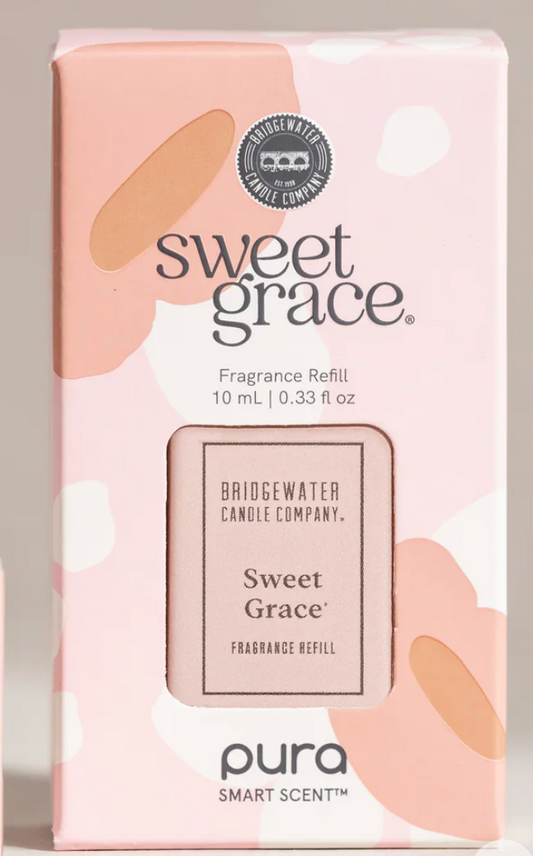 BRIDGEWATER
EST. 1998
CANDLE COMPANY
sweet
grace®
Fragrance Refill
10 mL | 0.33 fl oz
BRIDGEWATER
CANDLE COMPANY
Sweet
Grace
FRAGRANCE REFILL
pura
SMART SCENT™